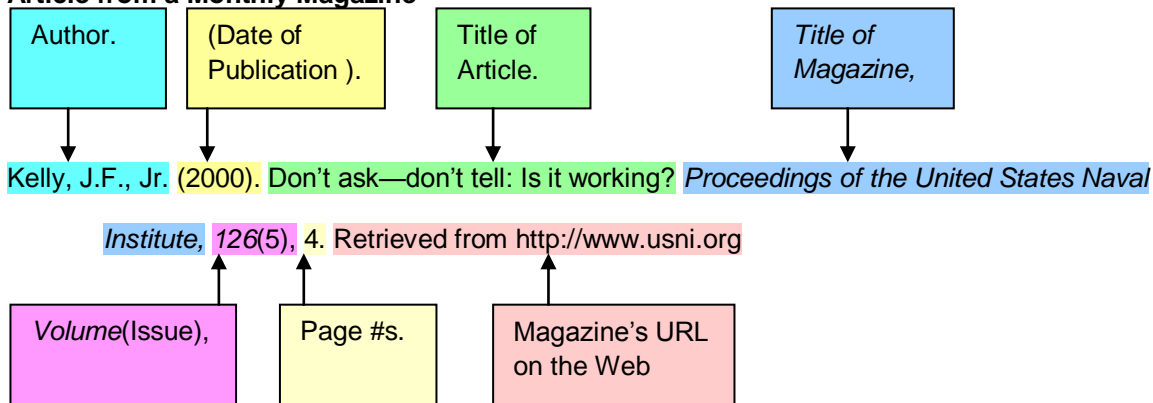 Article from a Monthly Magazine
Author.
(Date of
Publication ).
Title of
Article.
Title of
Magazine,
Kelly, J.F., Jr. (2000). Don't ask—don't tell: Is it working? Proceedings of the United States Naval
Institute, 126(5), 4. Retrieved from http://www.usni.org
Volume(Issue),
Page #s.
Magazine's URL
on the Web